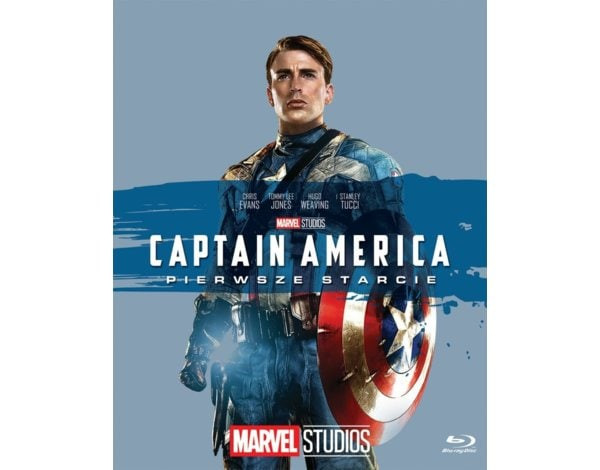 CHRIS EVANS TOMMY LEE JONES HUGO WEAVING I STANLEY TUCCI
MARVEL STUDIOS
CAPTAIN AMERICA
PIERWSZE STARCIE
MARVEL STUDIOS
Blu-ray Disc